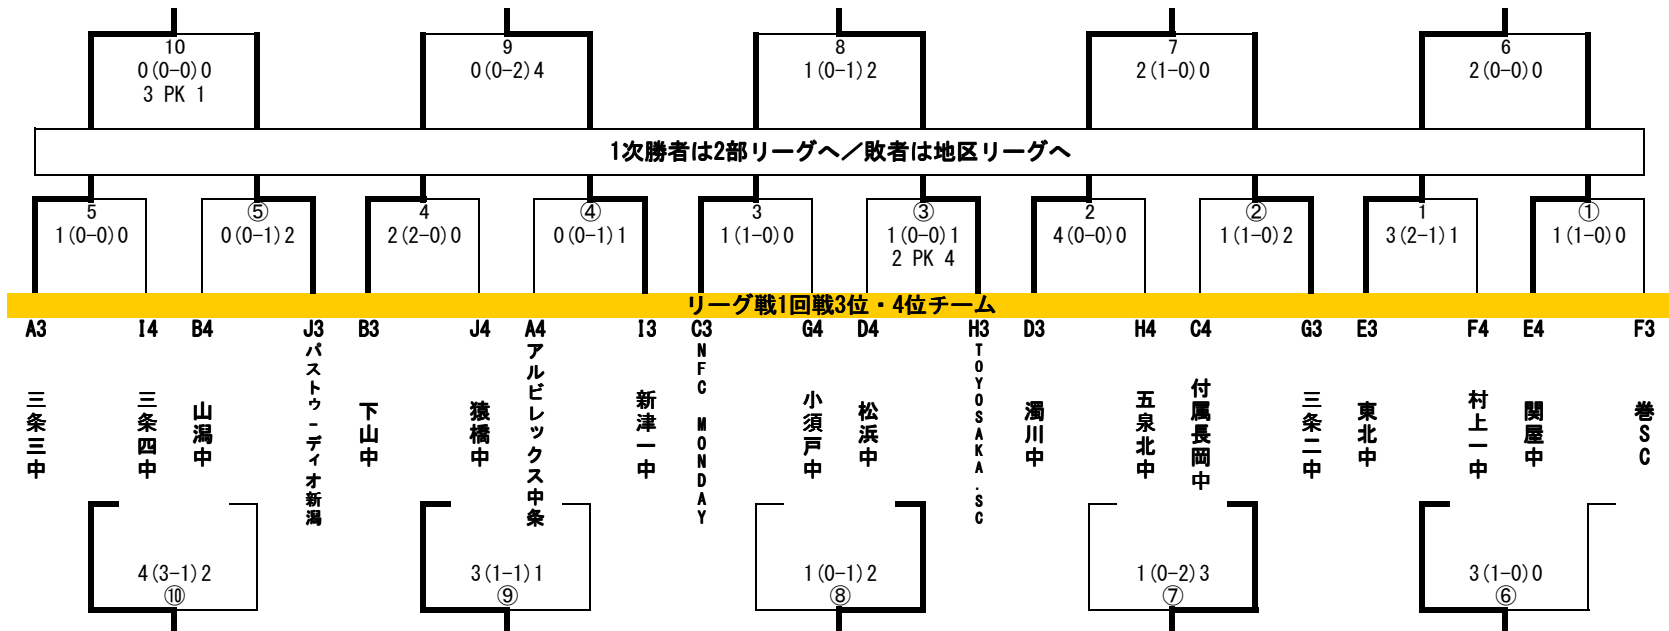 10
0(0-0)0
3 PK 1
9
0(0-2)4
8
1(0-1)2
7
2(1-0)0
6
2(0-0)0
1次勝者は2部リーグへ／敗者は地区リーグへ
5
1(0-0)0
⑤
0(0-1)2
4
2(2-0)0
④
0(0-1)1
3
1(1-0)0
③
1(0-0)1
2 PK 4
2
4(0-0)0
②
1(1-0)2
1
3(2-1)1
①
1(1-0)0
リーグ戦1回戦3位・4位チーム
A3
I4
B4
J3
B3
J4
A4
I3
C3
G4
D4
H3
D3
H4
C4
G3
E3
F4
E4
F3
三条三中
三条四中
山潟中
パストゥ-ディオ新潟
下山中
猿橋中
アルビレックス中条
新津一中
NFC MONDAY
小須戸中
松浜中
TOYOSAKA.SC
濁川中
五泉北中
付属長岡中
三条二中
東北中
村上一中
関屋中
巻SC
4(3-1)2
⑩
3(1-1)1
⑨
1(0-1)2
⑧
1(0-2)3
⑦
3(1-0)0
⑥